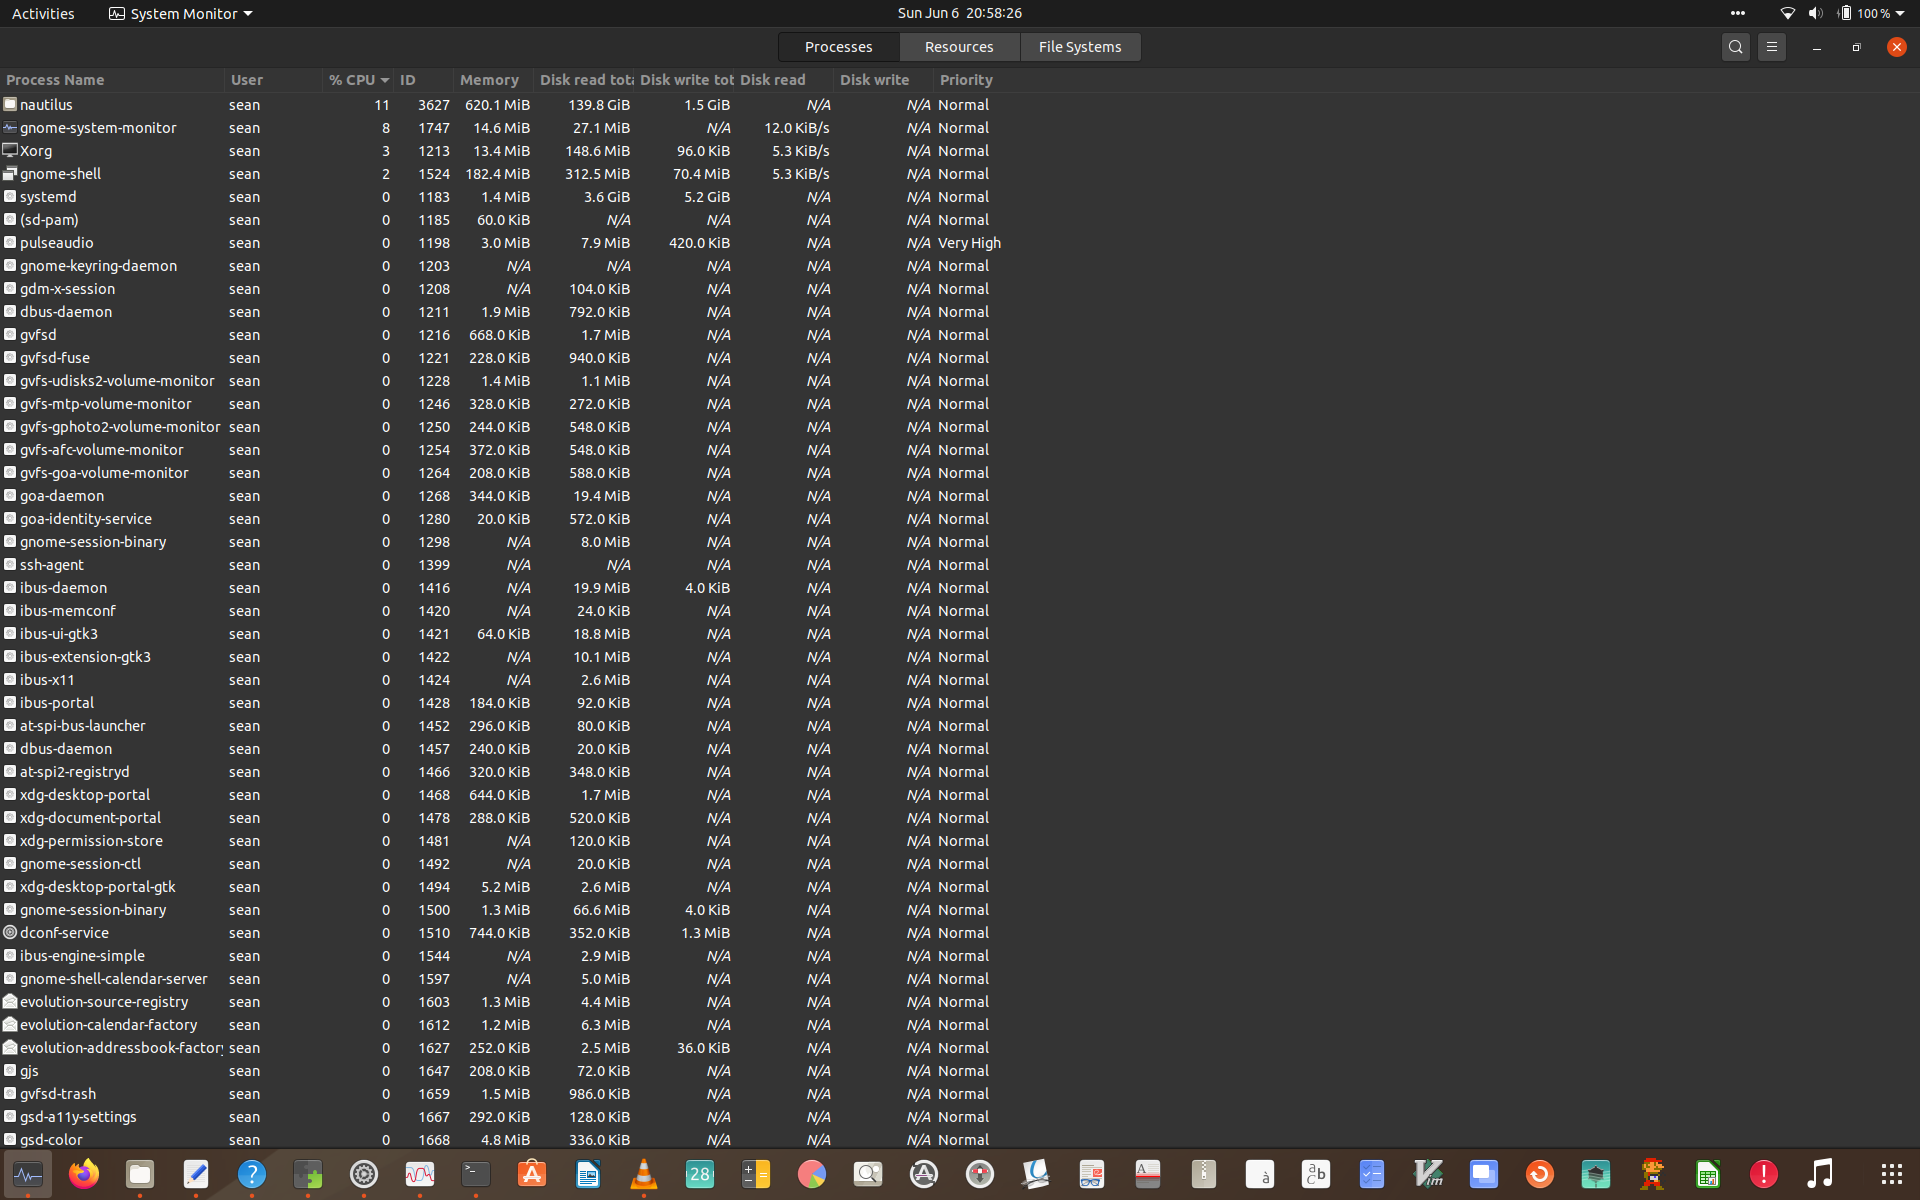 Activities System Monitor Sun Jun 6 20:58:26 100 %
Processes Resources File Systems
Process Name User % CPU ID Memory Disk read tota Disk write tot Disk read Disk write Priority
nautilus sean 11 3627 620.1 MiB 139.8 GiB 1.5 GiB N/A N/A Normal
gnome-system-monitor sean 8 1747 14.6 MiB 27.1 MiB N/A 12.0 KiB/s N/A Normal
Xorg sean 3 1213 13.4 MiB 148.6 MiB 96.0 KiB 5.3 KiB/s N/A Normal
gnome-shell sean 2 1524 182.4 MiB 312.5 MiB 70.4 MiB 5.3 KiB/s N/A Normal
systemd sean 0 1183 1.4 MiB 3.6 GiB 5.2 GiB N/A N/A Normal
(sd-pam) sean 0 1185 60.0 KiB N/A N/A N/A N/A Normal
pulseaudio sean 0 1198 3.0 MiB 7.9 MiB 420.0 KiB N/A N/A Very High
gnome-keyring-daemon sean 0 1203 N/A N/A N/A N/A N/A Normal
gdm-x-session sean 0 1208 N/A 104.0 KiB N/A N/A N/A Normal
dbus-daemon sean 0 1211 1.9 MiB 792.0 KiB N/A N/A N/A Normal
gvfsd sean 0 1216 668.0 KiB 1.7 MiB N/A N/A N/A Normal
gvfsd-fuse sean 0 1221 228.0 KiB 940.0 KiB N/A N/A N/A Normal
gvfs-udisks2-volume-monitor sean 0 1228 1.4 MiB 1.1 MiB N/A N/A N/A Normal
gvfs-mtp-volume-monitor sean 0 1246 328.0 KiB 272.0 KiB N/A N/A N/A Normal
gvfs-gphoto2-volume-monitor sean 0 1250 244.0 KiB 548.0 KiB N/A N/A N/A Normal
gvfs-afc-volume-monitor sean 0 1254 372.0 KiB 548.0 KiB N/A N/A N/A Normal
gvfs-goa-volume-monitor sean 0 1264 208.0 KiB 588.0 KiB N/A N/A N/A Normal
goa-daemon sean 0 1268 344.0 KiB 19.4 MiB N/A N/A N/A Normal
goa-identity-service sean 0 1280 20.0 KiB 572.0 KiB N/A N/A N/A Normal
gnome-session-binary sean 0 1298 N/A 8.0 MiB N/A N/A N/A Normal
ssh-agent sean 0 1399 N/A N/A N/A N/A N/A Normal
ibus-daemon sean 0 1416 N/A 19.9 MiB 4.0 KiB N/A N/A Normal
ibus-memconf sean 0 1420 N/A 24.0 KiB N/A N/A N/A Normal
ibus-ui-gtk3 sean 0 1421 64.0 KiB 18.8 MiB N/A N/A N/A Normal
ibus-extension-gtk3 sean 0 1422 N/A 10.1 MiB N/A N/A N/A Normal
ibus-x11 sean 0 1424 N/A 2.6 MiB N/A N/A N/A Normal
ibus-portal sean 0 1428 184.0 KiB 92.0 KiB N/A N/A N/A Normal
at-spi-bus-launcher sean 0 1452 296.0 KiB 80.0 KiB N/A N/A N/A Normal
dbus-daemon sean 0 1457 240.0 KiB 20.0 KiB N/A N/A N/A Normal
at-spi2-registryd sean 0 1466 320.0 KiB 348.0 KiB N/A N/A N/A Normal
xdg-desktop-portal sean 0 1468 644.0 KiB 1.7 MiB N/A N/A N/A Normal
xdg-document-portal sean 0 1478 288.0 KiB 520.0 KiB N/A N/A N/A Normal
xdg-permission-store sean 0 1481 N/A 120.0 KiB N/A N/A N/A Normal
gnome-session-ctl sean 0 1492 N/A 20.0 KiB N/A N/A N/A Normal
xdg-desktop-portal-gtk sean 0 1494 5.2 MiB 2.6 MiB N/A N/A N/A Normal
gnome-session-binary sean 0 1500 1.3 MiB 66.6 MiB 4.0 KiB N/A N/A Normal
dconf-service sean 0 1510 744.0 KiB 352.0 KiB 1.3 MiB N/A N/A Normal
ibus-engine-simple sean 0 1544 N/A 2.9 MiB N/A N/A N/A Normal
gnome-shell-calendar-server sean 0 1597 N/A 5.0 MiB N/A N/A N/A Normal
evolution-source-registry sean 0 1603 1.3 MiB 4.4 MiB N/A N/A N/A Normal
evolution-calendar-factory sean 0 1612 1.2 MiB 6.3 MiB N/A N/A N/A Normal
evolution-addressbook-factory sean 0 1627 252.0 KiB 2.5 MiB 36.0 KiB N/A N/A Normal
gjs sean 0 1647 208.0 KiB 72.0 KiB N/A N/A N/A Normal
gvfsd-trash sean 0 1659 1.5 MiB 986.0 KiB N/A N/A N/A Normal
gsd-a11y-settings sean 0 1667 292.0 KiB 128.0 KiB N/A N/A N/A Normal
gsd-color sean 0 1668 4.8 MiB 336.0 KiB N/A N/A N/A Normal
28